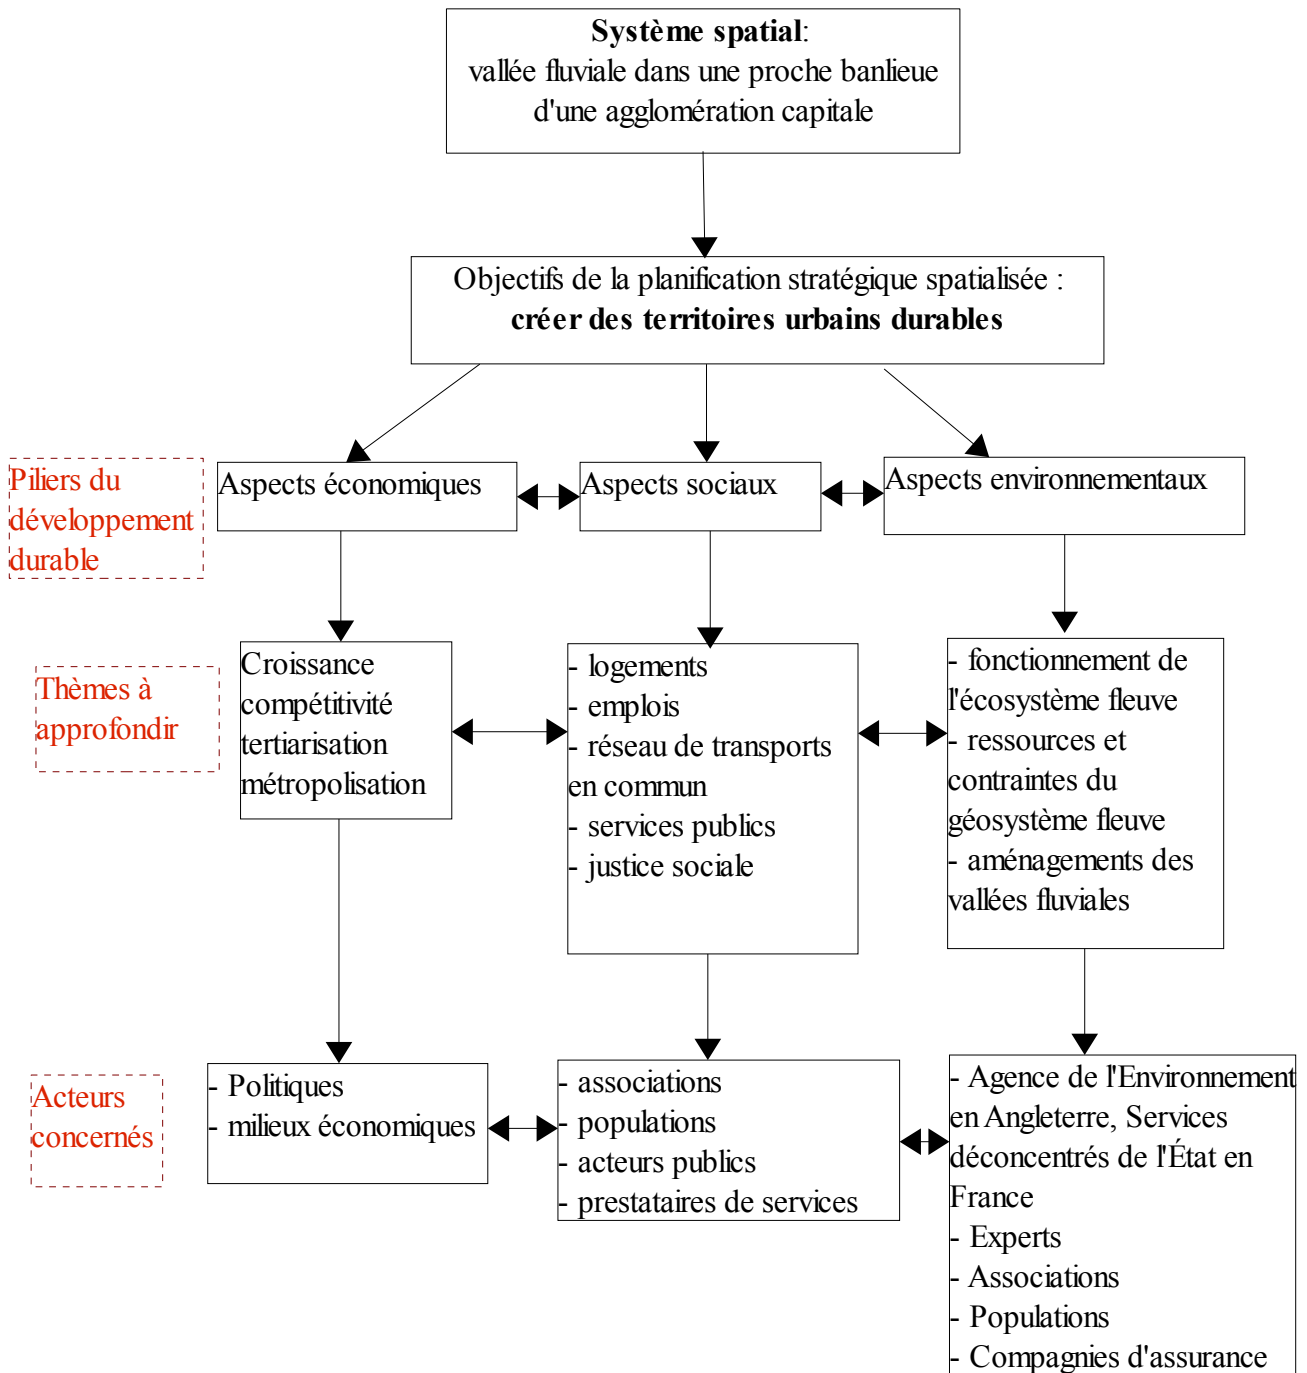 Système spatial:
vallée fluviale dans une proche banlieue
d'une agglomération capitale
Objectifs de la planification stratégique spatialisée :
créer des territoires urbains durables
Piliers du
développement
durable
Aspects économiques
Aspects sociaux
Aspects environnementaux
Thèmes à
approfondir
Croissance
compétitivité
tertiarisation
métropolisation
- logements
- emplois
- réseau de transports
en commun
- services publics
- justice sociale
- fonctionnement de
l'écosystème fleuve
- ressources et
contraintes du
géosystème fleuve
- aménagements des
vallées fluviales
Acteurs
concernés
- Politiques
- milieux économiques
- associations
- populations
- acteurs publics
- prestataires de services
- Agence de l'Environnement
en Angleterre, Services
déconcentrés de l'État en
France
- Experts
- Associations
- Populations
- Compagnies d'assurance